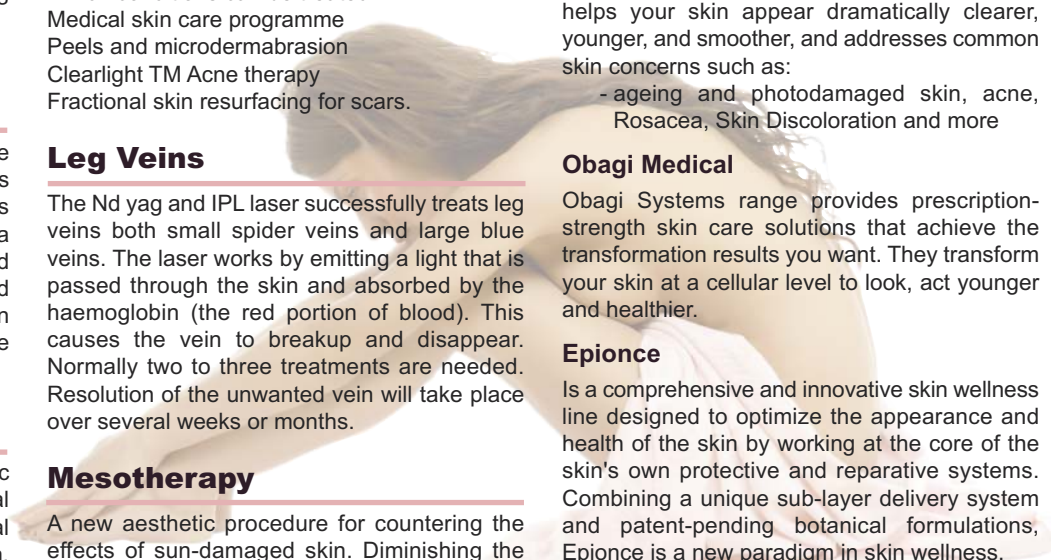 Medical skin care programme
Peels and microdermabrasion
Clearlight TM Acne therapy
Fractional skin resurfacing for scars.
Leg Veins
The Nd yag and IPL laser successfully treats leg
veins both small spider veins and large blue
veins. The laser works by emitting a light that is
passed through the skin and absorbed by the
haemoglobin (the red portion of blood). This
causes the vein to breakup and disappear.
Normally two to three treatments are needed.
Resolution of the unwanted vein will take place
over several weeks or months.
Mesotherapy
A new aesthetic procedure for countering the
effects of sun-damaged skin. Diminishing the
helps your skin appear dramatically clearer,
younger, and smoother, and addresses common
skin concerns such as:
- ageing and photodamaged skin, acne,
Rosacea, Skin Discoloration and more
Obagi Medical
Obagi Systems range provides prescription-
strength skin care solutions that achieve the
transformation results you want. They transform
your skin at a cellular level to look, act younger
and healthier.
Epionce
Is a comprehensive and innovative skin wellness
line designed to optimize the appearance and
health of the skin by working at the core of the
skin's own protective and reparative systems.
Combining a unique sub-layer delivery system
and patent-pending botanical formulations,
Epionce is a new paradigm in skin wellness.